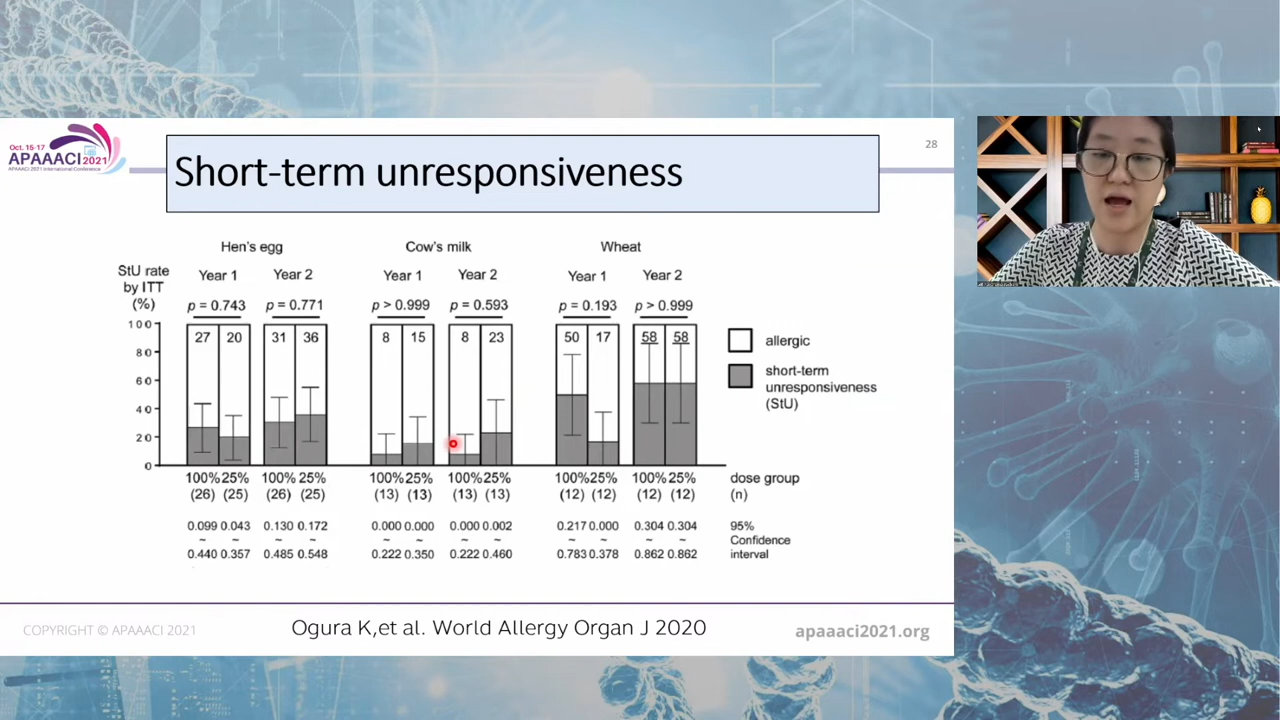 Oct. 15-17
APAAACI 2021
APAAACI 2021 International Conference
Short-term unresponsiveness
28
Hen's egg Cow's milk Wheat
StU rate by ITT (%)
Year 1 Year 2 Year 1 Year 2 Year 1 Year 2
p = 0.743 p = 0.771 p > 0.999 p = 0.593 p = 0.193 p > 0.999
100
80
60
40
20
0
27 20 31 36 8 15 8 23 50 17 58 58
allergic
short-term
unresponsiveness
(StU)
100% 25% 100% 25% 100% 25% 100% 25% 100% 25% 100% 25% dose group
(26) (25) (26) (25) (13) (13) (13) (13) (12) (12) (12) (12) (n)
0.099 0.043 0.130 0.172 0.000 0.000 0.000 0.002 0.217 0.000 0.304 0.304 95%
~ ~ ~ ~ ~ ~ Confidence
0.440 0.357 0.485 0.548 0.222 0.350 0.222 0.460 0.783 0.378 0.862 0.862 interval
COPYRIGHT © APAAACI 2021
Ogura K,et al. World Allergy Organ J 2020
apaaaci2021.org